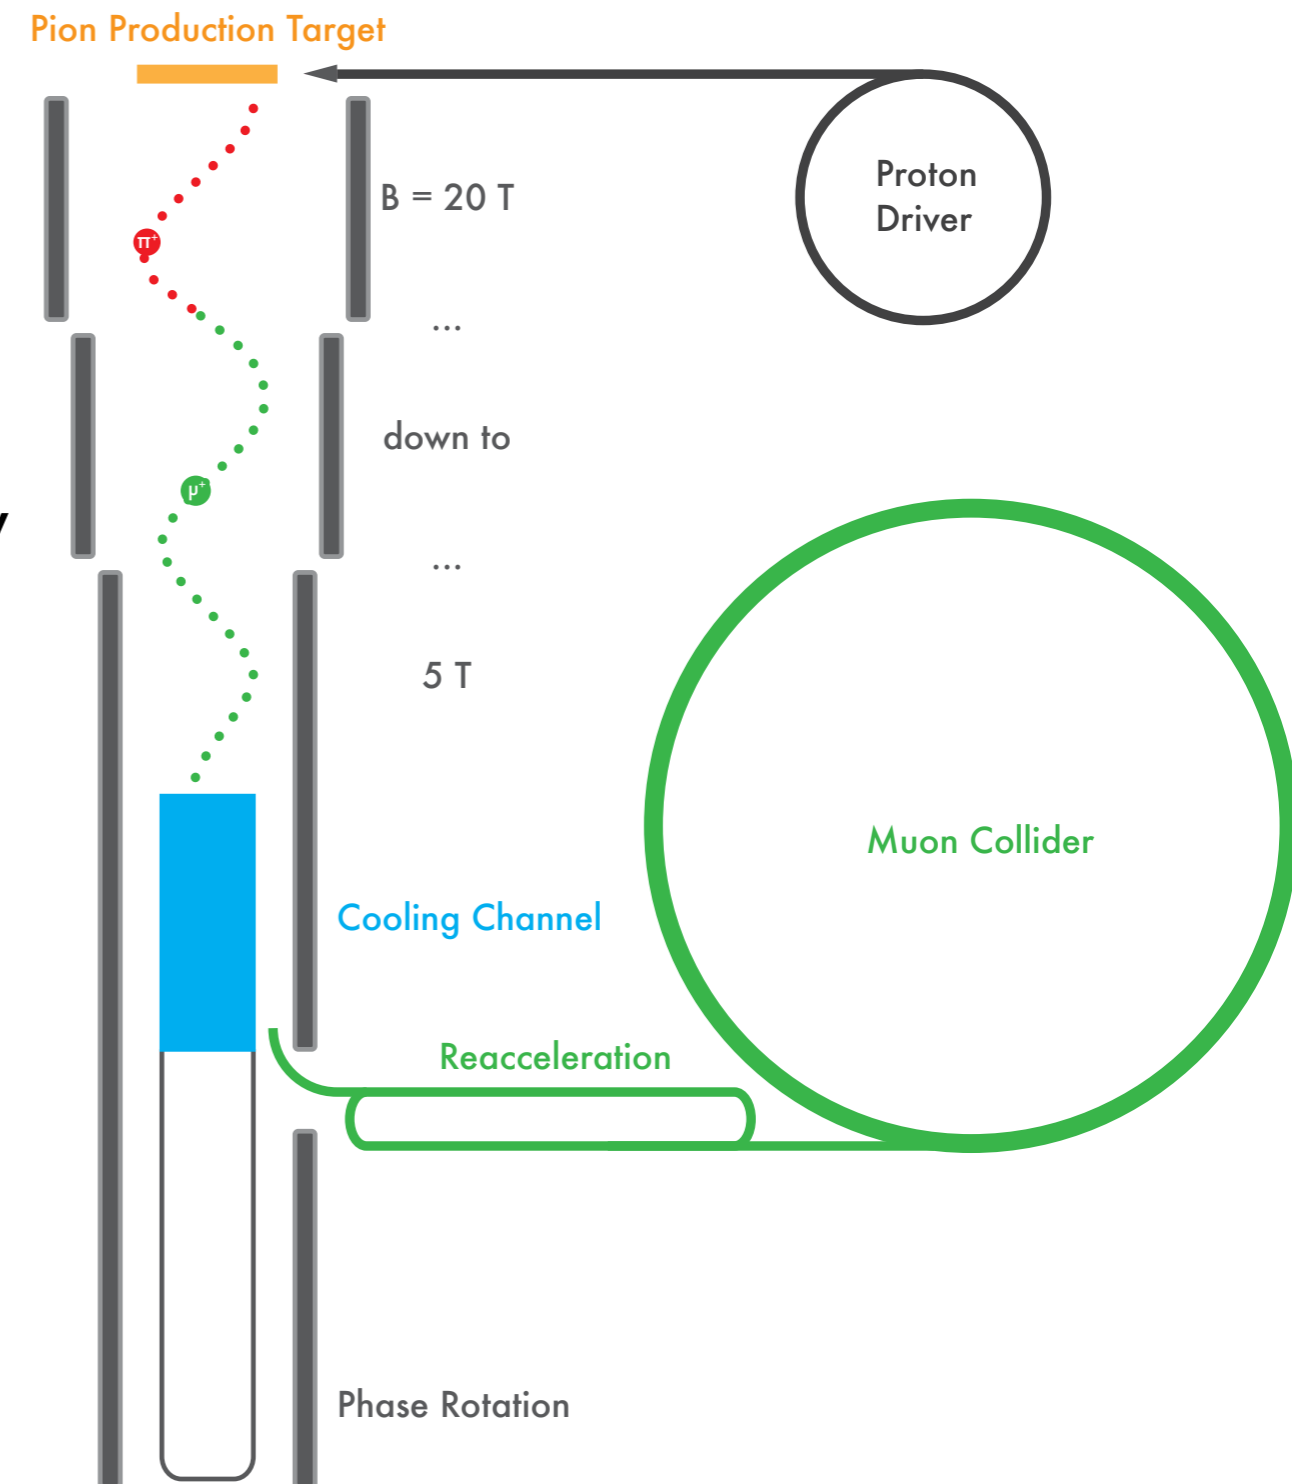 Pion Production Target
B = 20 T
Proton
Driver
π⁺
...
down to
μ⁺
...
5 T
Muon Collider
Cooling Channel
Reacceleration
Phase Rotation